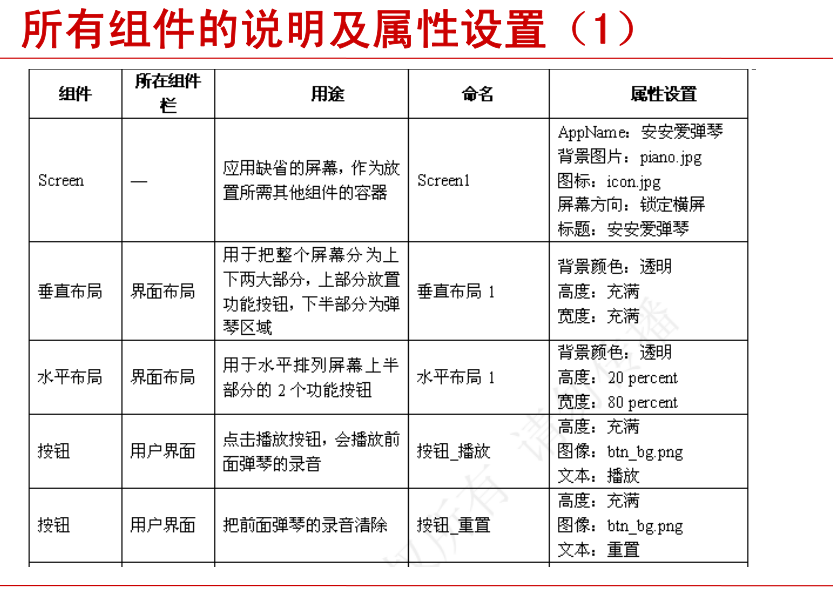 所有组件的说明及属性设置（1）
组件 所在组件栏 用途 命名 属性设置
Screen — 应用缺省的屏幕，作为放置所需其他组件的容器 Screen1 AppName：安安爱弹琴
背景图片：piano.jpg
图标：icon.jpg
屏幕方向：锁定横屏
标题：安安爱弹琴
垂直布局 界面布局 用于把整个屏幕分为上下两大部分，上部分放置功能按钮，下半部分为弹琴区域 垂直布局 1 背景颜色：透明
高度：充满
宽度：充满
水平布局 界面布局 用于水平排列屏幕上半部分的 2 个功能按钮 水平布局 1 背景颜色：透明
高度：20 percent
宽度：80 percent
按钮 用户界面 点击播放按钮，会播放前面弹琴的录音 按钮_播放 高度：充满
图像：btn_bg.png
文本：播放
按钮 用户界面 把前面弹琴的录音清除 按钮_重置 高度：充满
图像：btn_bg.png
文本：重置